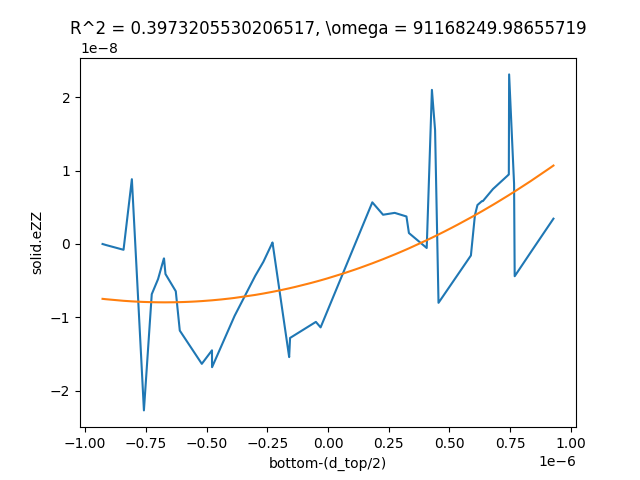 R^2 = 0.3973205530206517, \omega = 91168249.98655719
1e−8
2
1
0
−1
−2
solid.eZZ
−1.00 −0.75 −0.50 −0.25 0.00 0.25 0.50 0.75 1.00
bottom-(d_top/2)
1e−6